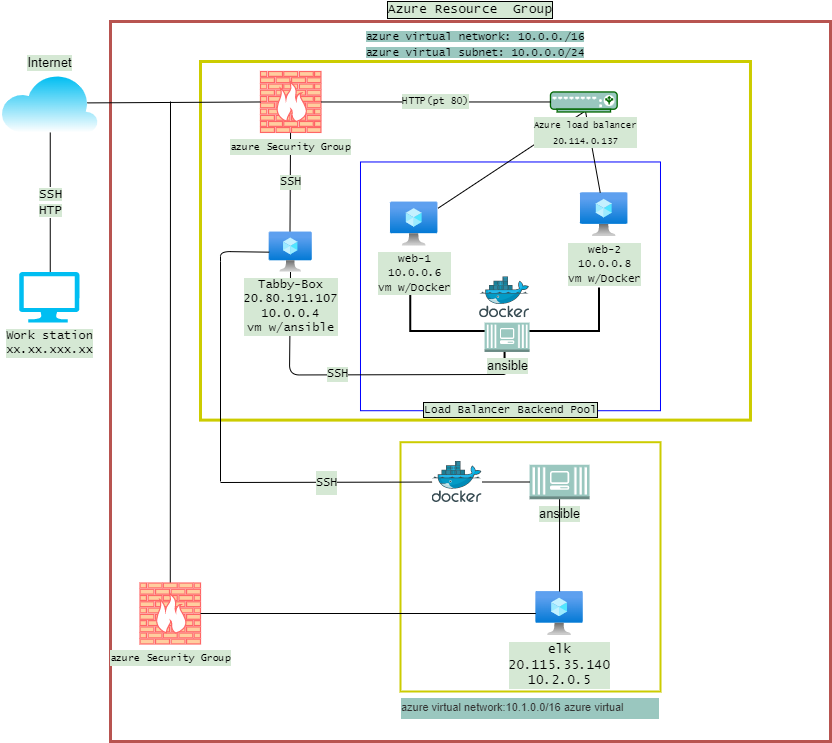 Azure Resource  Group
azure virtual network: 10.0.0./16
azure virtual subnet: 10.0.0.0/24
Internet
HTTP(pt 80)
Azure load balancer
20.114.0.137
azure Security Group
SSH
SSH
HTP
web-1
10.0.0.6
vm w/Docker
web-2
10.0.0.8
vm w/Docker
Tabby-Box
20.80.191.107
10.0.0.4
vm w/ansible
docker
Work station
xx.xx.xxx.xx
ansible
SSH
Load Balancer Backend Pool
SSH
docker
ansible
azure Security Group
elk
20.115.35.140
10.2.0.5
azure virtual network:10.1.0.0/16 azure virtual